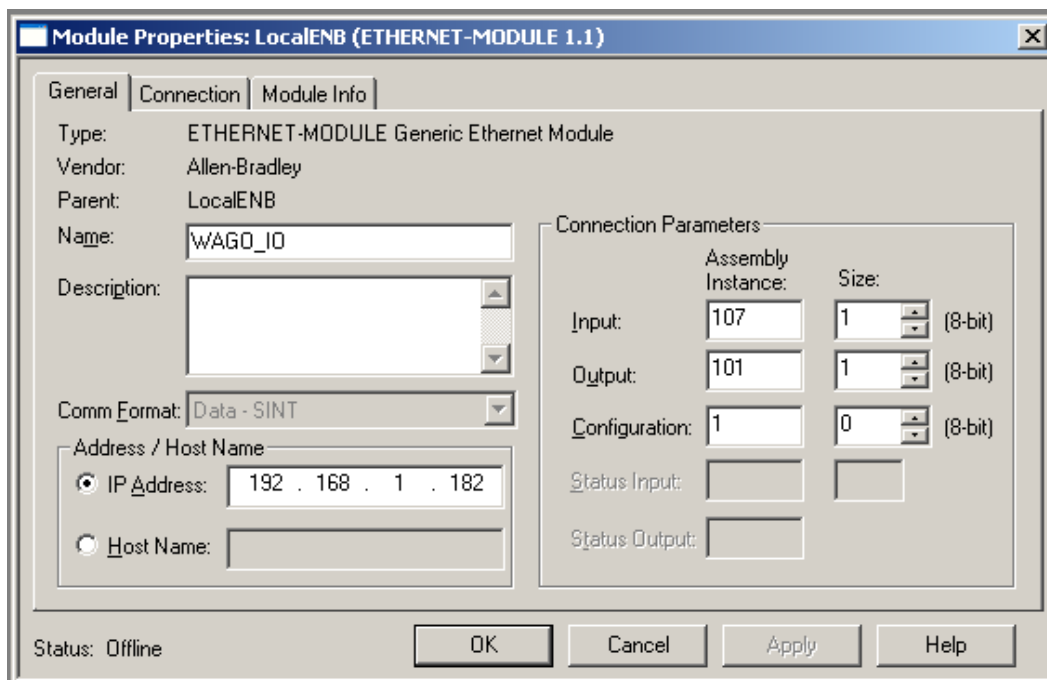 Module Properties: LocalENB (ETHERNET-MODULE 1.1)
General Connection Module Info
Type: ETHERNET-MODULE Generic Ethernet Module
Vendor: Allen-Bradley
Parent: LocalENB
Name: WAGO_IO
Description:
Comm Format: Data - SINT
Address / Host Name
IP Address: 192 . 168 . 1 . 182
Host Name:
Connection Parameters
Assembly Instance: Size:
Input: 107 1 (8-bit)
Output: 101 1 (8-bit)
Configuration: 1 0 (8-bit)
Status Input:
Status Output:
Status: Offline OK Cancel Apply Help